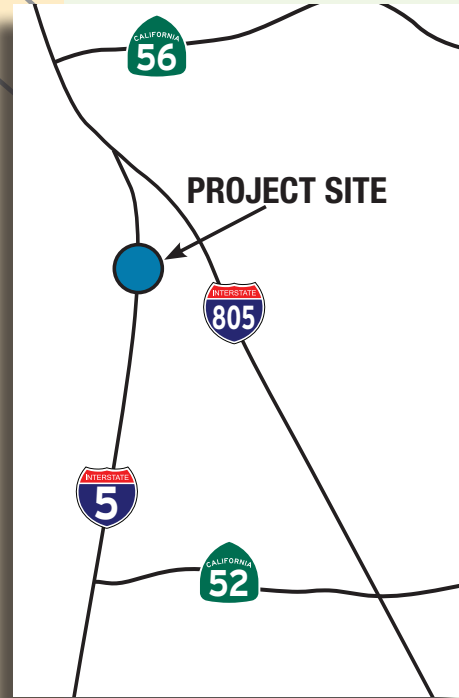 CALIFORNIA
56
PROJECT SITE
INTERSTATE
805
INTERSTATE
5
CALIFORNIA
52